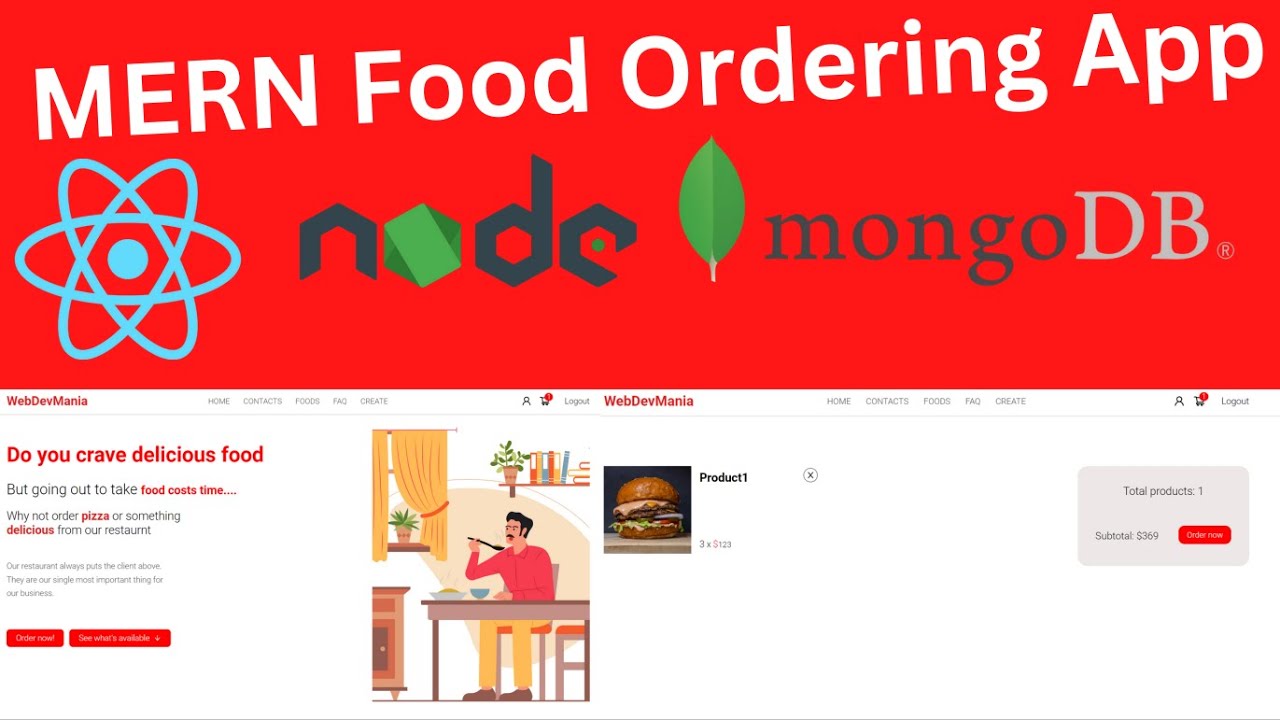 MERN Food Ordering App
node
mongoDB®
WebDevMania
HOME CONTACTS FOODS FAQ CREATE
1
Logout
Do you crave delicious food
But going out to take food costs time....
Why not order pizza or something
delicious from our restaurnt
Our restaurant always puts the client above.
They are our single most important thing for
our business.
Order now! See what's available ↓
WebDevMania
HOME CONTACTS FOODS FAQ CREATE
1
Logout
Product1
X
3 x $123
Total products: 1
Subtotal: $369
Order now